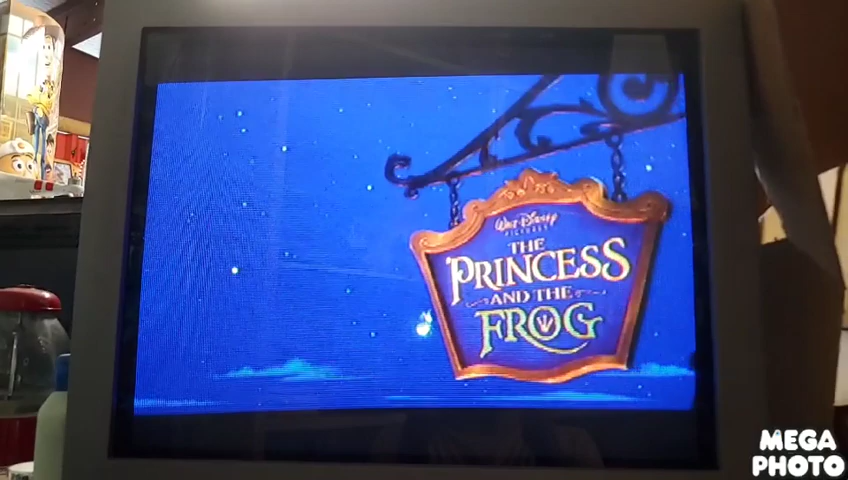 Walt Disney
PICTURES
THE
PRINCESS
AND THE
FROG
MEGA
PHOTO